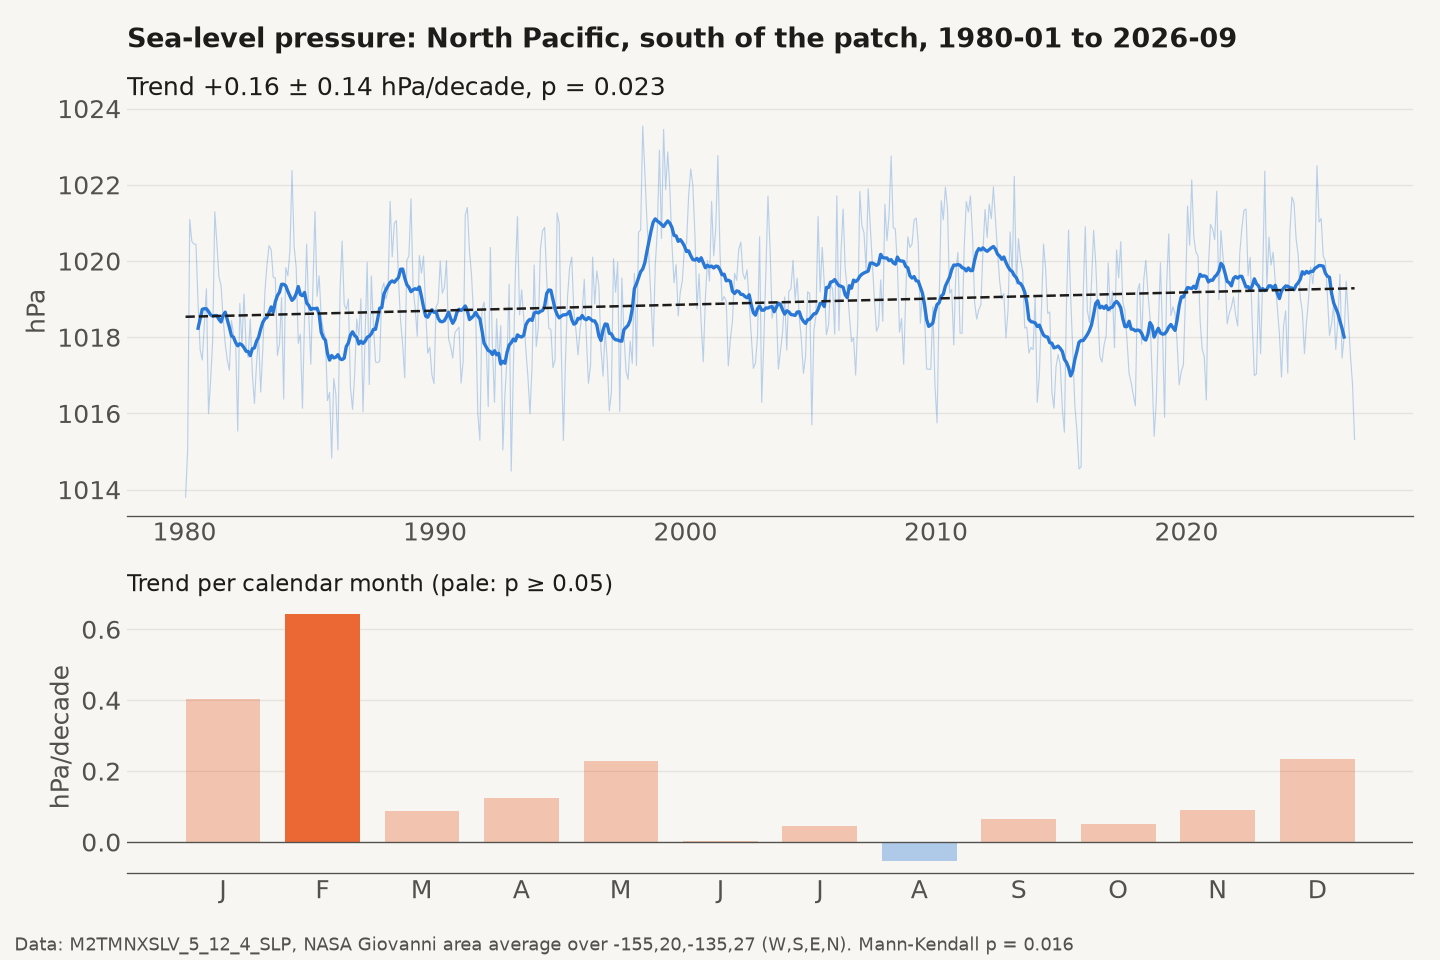 Sea-level pressure: North Pacific, south of the patch, 1980-01 to 2026-09
Trend +0.16 ± 0.14 hPa/decade, p = 0.023
1024
1022
1020
1018
1016
1014
hPa
1980 1990 2000 2010 2020
Trend per calendar month (pale: p ≥ 0.05)
0.6
0.4
0.2
0.0
hPa/decade
J F M A M J J A S O N D
Data: M2TMNXSLV_5_12_4_SLP, NASA Giovanni area average over -155,20,-135,27 (W,S,E,N). Mann-Kendall p = 0.016